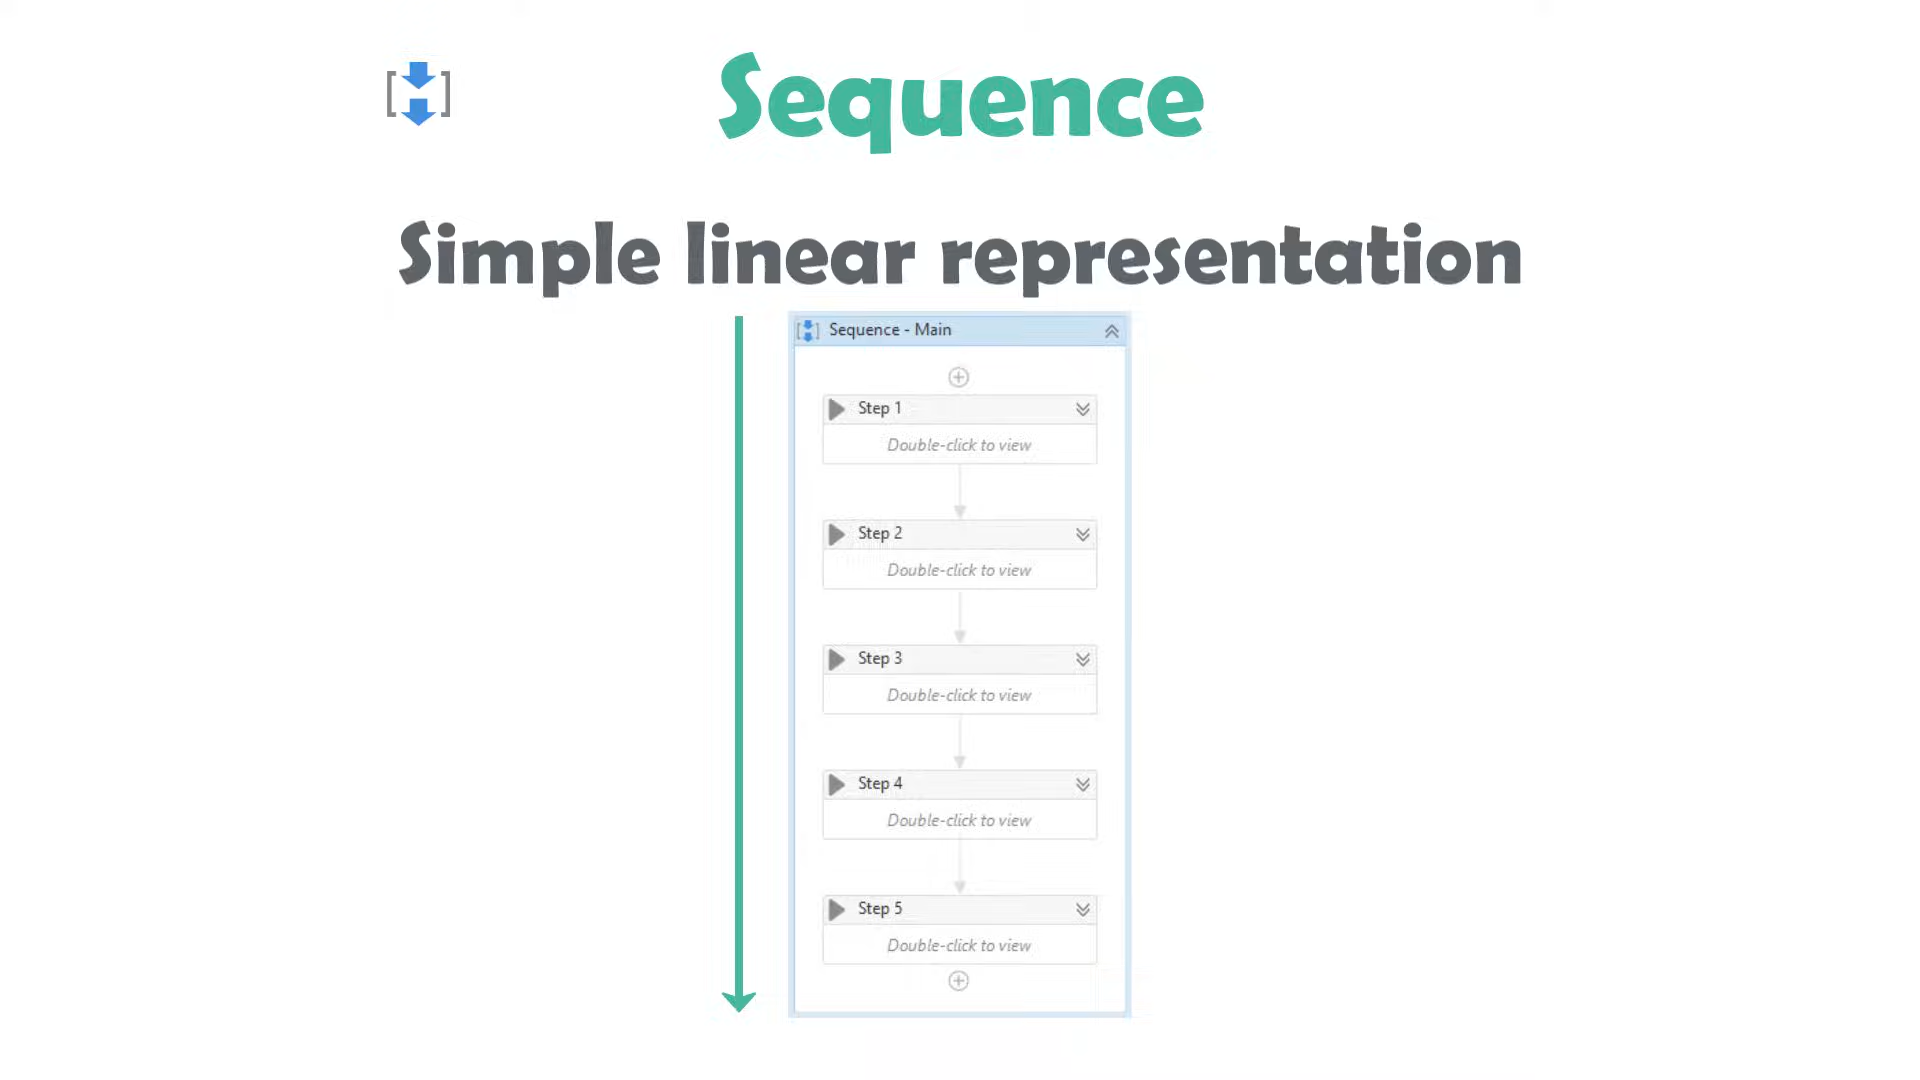 Sequence
Simple linear representation
Sequence - Main
Step 1
Double-click to view
Step 2
Double-click to view
Step 3
Double-click to view
Step 4
Double-click to view
Step 5
Double-click to view